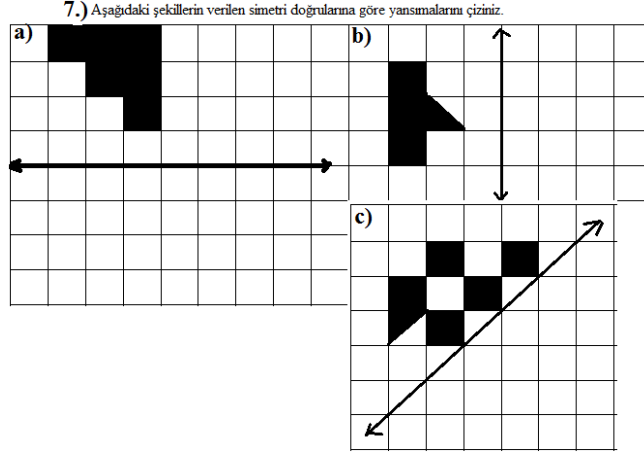 7.) Aşağıdaki şekillerin verilen simetri doğrularına göre yansımalarını çiziniz.
a)
b)
c)